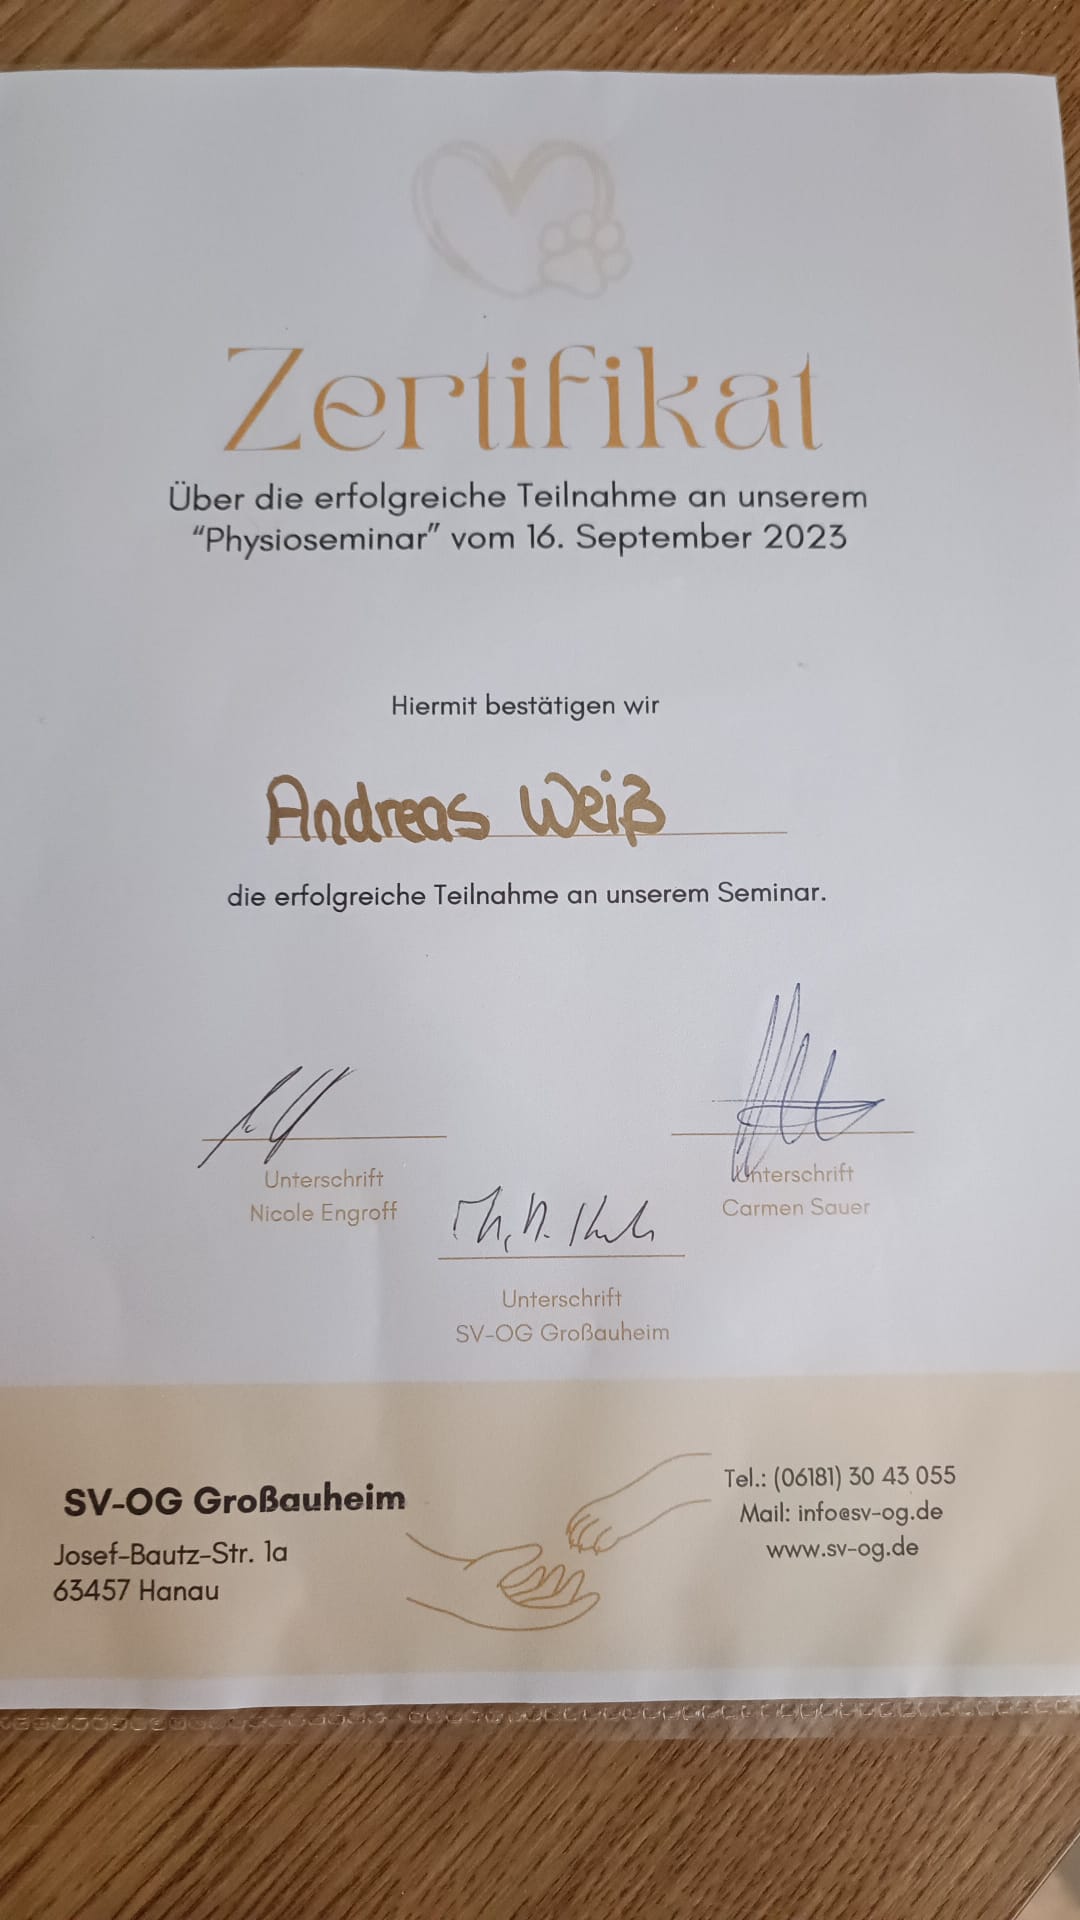 Zertifikat
Über die erfolgreiche Teilnahme an unserem
“Physioseminar” vom 16. September 2023
Hiermit bestätigen wir
Andreas Weiß
die erfolgreiche Teilnahme an unserem Seminar.
Unterschrift
Nicole Engroff
Unterschrift
Carmen Sauer
Unterschrift
SV-OG Großauheim
SV-OG Großauheim
Josef-Bautz-Str. 1a
63457 Hanau
Tel.: (06181) 30 43 055
Mail: info@sv-og.de
www.sv-og.de